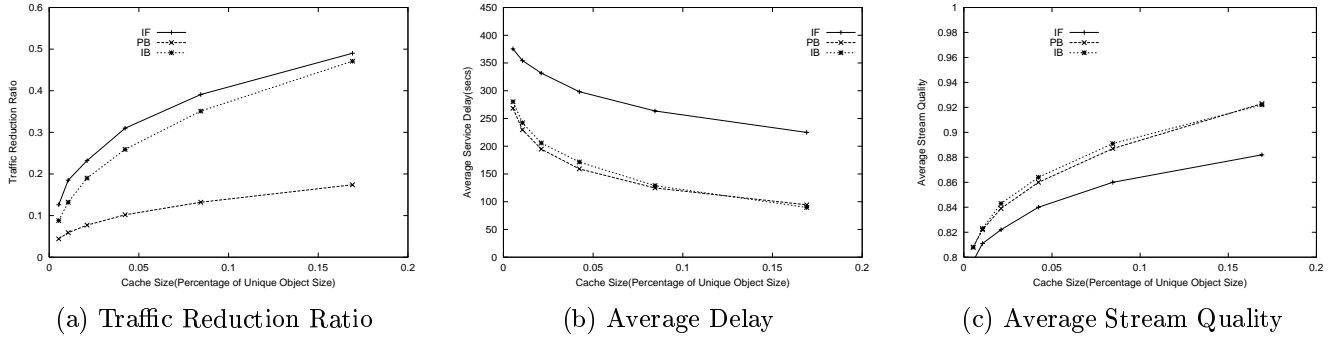 0.6
0.5
0.4
0.3
0.2
0.1
0
Traffic Reduction Ratio
IF
PB
IB
0 0.05 0.1 0.15 0.2
Cache Size(Percentage of Unique Object Size)
(a) Traffic Reduction Ratio
450
400
350
300
250
200
150
100
50
0
Average Service Delay(secs)
IF
PB
IB
0 0.05 0.1 0.15 0.2
Cache Size(Percentage of Unique Object Size)
(b) Average Delay
1
0.98
0.96
0.94
0.92
0.9
0.88
0.86
0.84
0.82
0.8
Average Stream Quality
IF
PB
IB
0 0.05 0.1 0.15 0.2
Cache Size(Percentage of Unique Object Size)
(c) Average Stream Quality